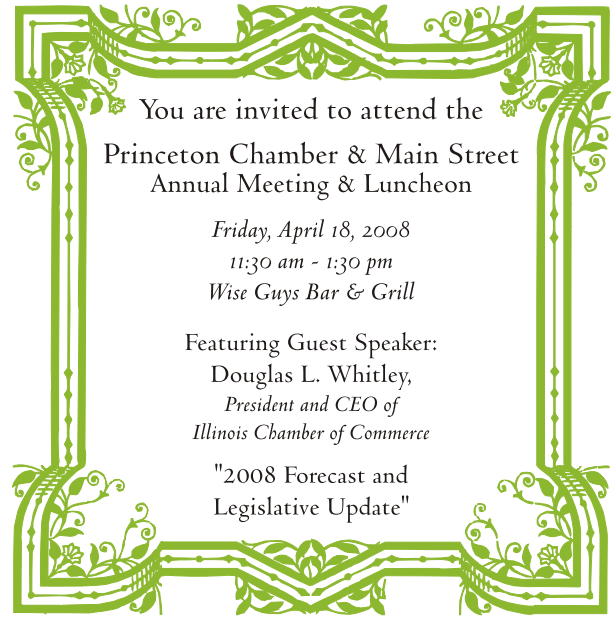 You are invited to attend the
Princeton Chamber & Main Street
Annual Meeting & Luncheon
Friday, April 18, 2008
11:30 am - 1:30 pm
Wise Guys Bar & Grill
Featuring Guest Speaker:
Douglas L. Whitley,
President and CEO of
Illinois Chamber of Commerce
"2008 Forecast and
Legislative Update"